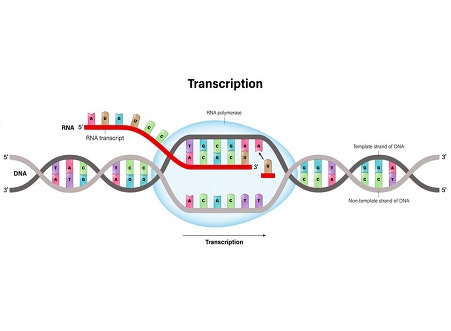 Transcription
RNA polymerase
A U G U C C
RNA 5'
RNA transcript
T G C G A A A
A C G C U 3' U
5' 3'
Template strand of DNA
DNA
Non-template strand of DNA
3' 5'
A C G C T T
Transcription